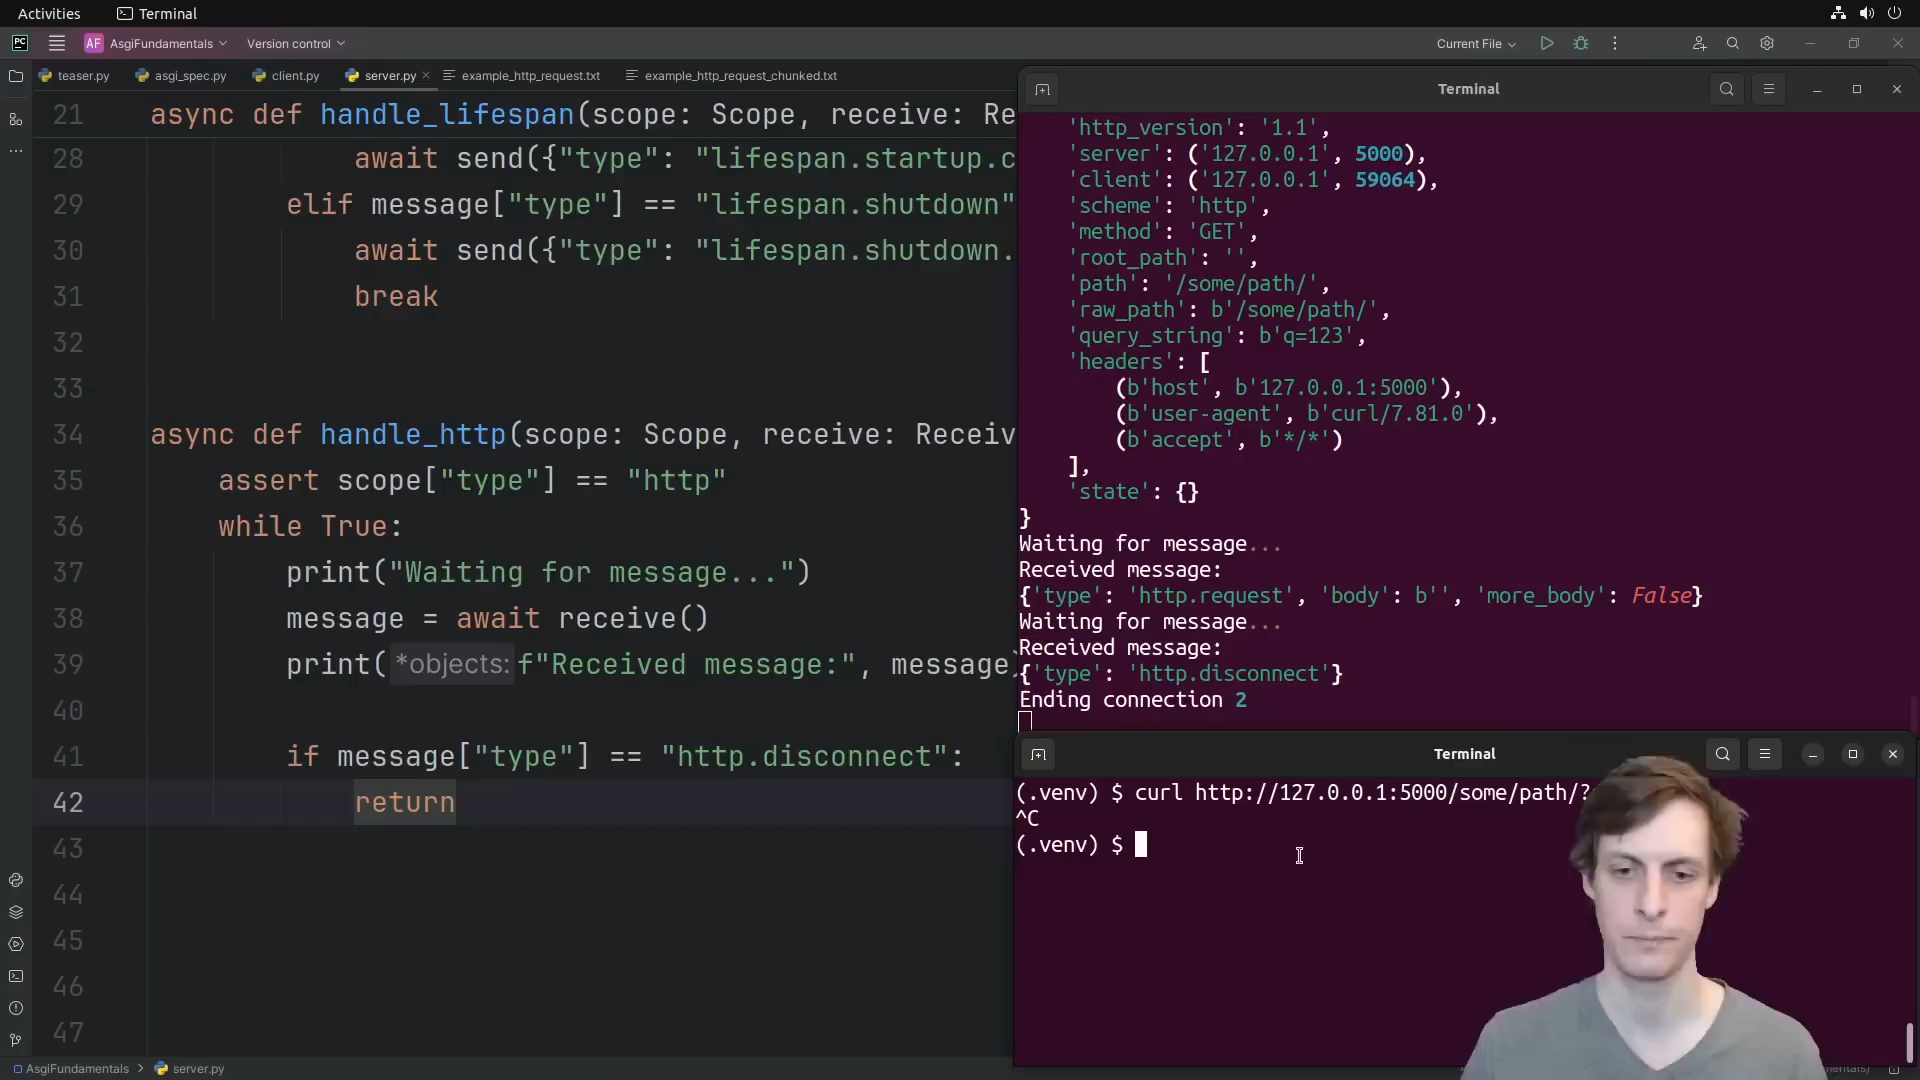 Activities
Terminal
PC
AF AsgiFundamentals
Version control
Current File
teaser.py
asgi_spec.py
client.py
server.py
example_http_request.txt
example_http_request_chunked.txt
21 async def handle_lifespan(scope: Scope, receive: Re
28 await send({"type": "lifespan.startup.c
29 elif message["type"] == "lifespan.shutdown"
30 await send({"type": "lifespan.shutdown.
31 break
32
33
34 async def handle_http(scope: Scope, receive: Receiv
35 assert scope["type"] == "http"
36 while True:
37 print("Waiting for message...")
38 message = await receive()
39 print(*objects: f"Received message:", message)
40
41 if message["type"] == "http.disconnect":
42 return
43
44
45
46
47
AsgiFundamentals > server.py
Terminal
'http_version': '1.1',
'server': ('127.0.0.1', 5000),
'client': ('127.0.0.1', 59064),
'scheme': 'http',
'method': 'GET',
'root_path': '',
'path': '/some/path/',
'raw_path': b'/some/path/',
'query_string': b'q=123',
'headers': [
(b'host', b'127.0.0.1:5000'),
(b'user-agent', b'curl/7.81.0'),
(b'accept', b'*/*')
],
'state': {}
}
Waiting for message...
Received message:
{'type': 'http.request', 'body': b'', 'more_body': False}
Waiting for message...
Received message:
{'type': 'http.disconnect'}
Ending connection 2
Terminal
(.venv) $ curl http://127.0.0.1:5000/some/path/?
^C
(.venv) $